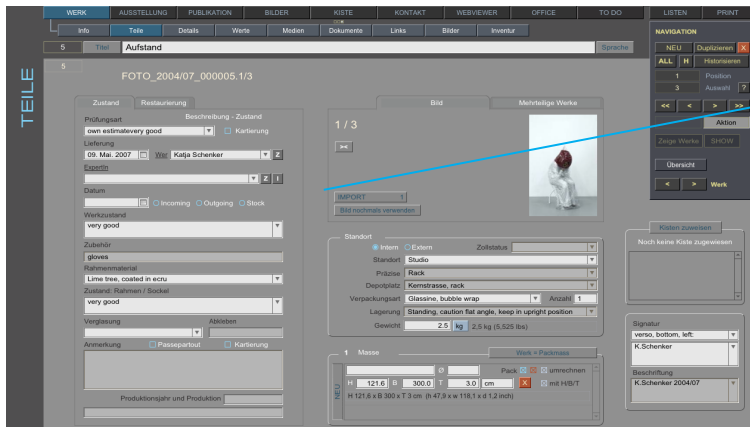 WERK AUSSTELLUNG PUBLIKATION BILDER KISTE KONTAKT WEBVIEWER OFFICE TO DO LISTEN PRINT
Info Teile Details Werte Medien Dokumente Links Bilder Inventur
NAVIGATION
5 Titel Aufstand Sprache
NEU Duplizieren X
ALL H Historisieren
1 Position
3 Auswahl ?
<< < > >>
Aktion
Zeige Werke SHOW
Übersicht
< > Werk
TEILE
5
FOTO_2004/07_000005.1/3
Zustand Restaurierung
Prüfungsart Beschreibung - Zustand
own estimatevery good Kartierung
Lieferung
09. Mai. 2007 Wer Katja Schenker Z
ExpertIn
Z I
Datum
Incoming Outgoing Stock
Werkzustand
very good
Zubehör
gloves
Rahmenmaterial
Lime tree, coated in ecru
Zustand: Rahmen / Sockel
very good
Verglasung Abkleben
Anmerkung Passepartout Kartierung
Produktionsjahr und Produktion
Bild Mehrteilige Werke
1 / 3
><
IMPORT 1
Bild nochmals verwenden
Standort
Intern Extern Zollstatus
Standort Studio
Präzise Rack
Depotplatz Kernstrasse, rack
Verpackungsart Glassine, bubble wrap Anzahl 1
Lagerung Standing, caution flat angle, keep in upright position
Gewicht 2.5 kg 2,5 kg (5,525 lbs)
1 Masse Werk = Packmass
NEU
Ø Pack umrechnen
H 121.6 B 300.0 T 3.0 cm X mit H/B/T
H 121,6 x B 300 x T 3 cm (h 47,9 x w 118,1 x d 1,2 inch)
Kisten zuweisen
Noch keine Kiste zugewiesen
Signatur
verso, bottom, left:
K.Schenker
Beschriftung
K.Schenker 2004/07